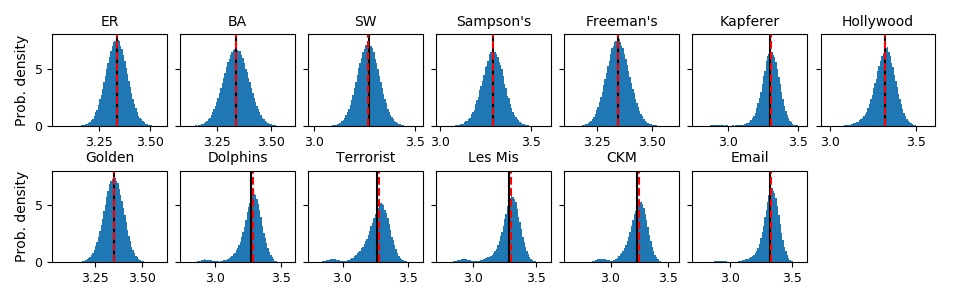 ER BA SW Sampson's Freeman's Kapferer Hollywood
Prob. density
5
0
3.25 3.50 3.25 3.50 3.0 3.5 3.0 3.5 3.25 3.50 3.0 3.5 3.0 3.5
Golden Dolphins Terrorist Les Mis CKM Email
Prob. density
5
0
3.25 3.50 3.0 3.5 3.0 3.5 3.0 3.5 3.0 3.5 3.0 3.5